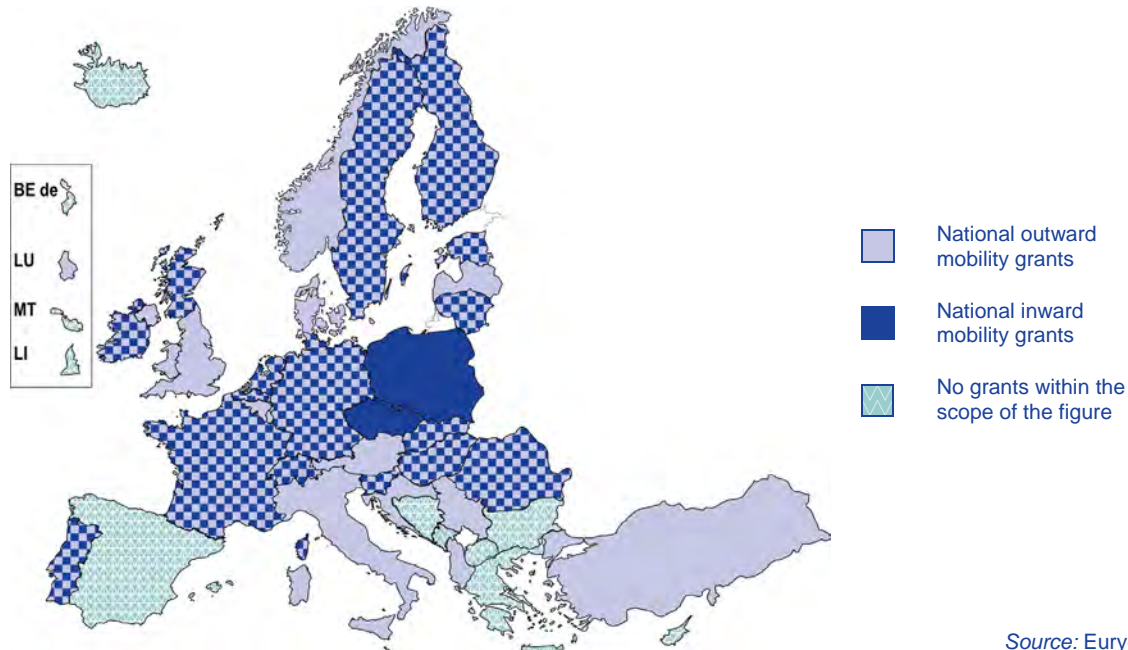 BE de
LU
MT
LI
National outward
mobility grants
National inward
mobility grants
No grants within the
scope of the figure
Source: Eury